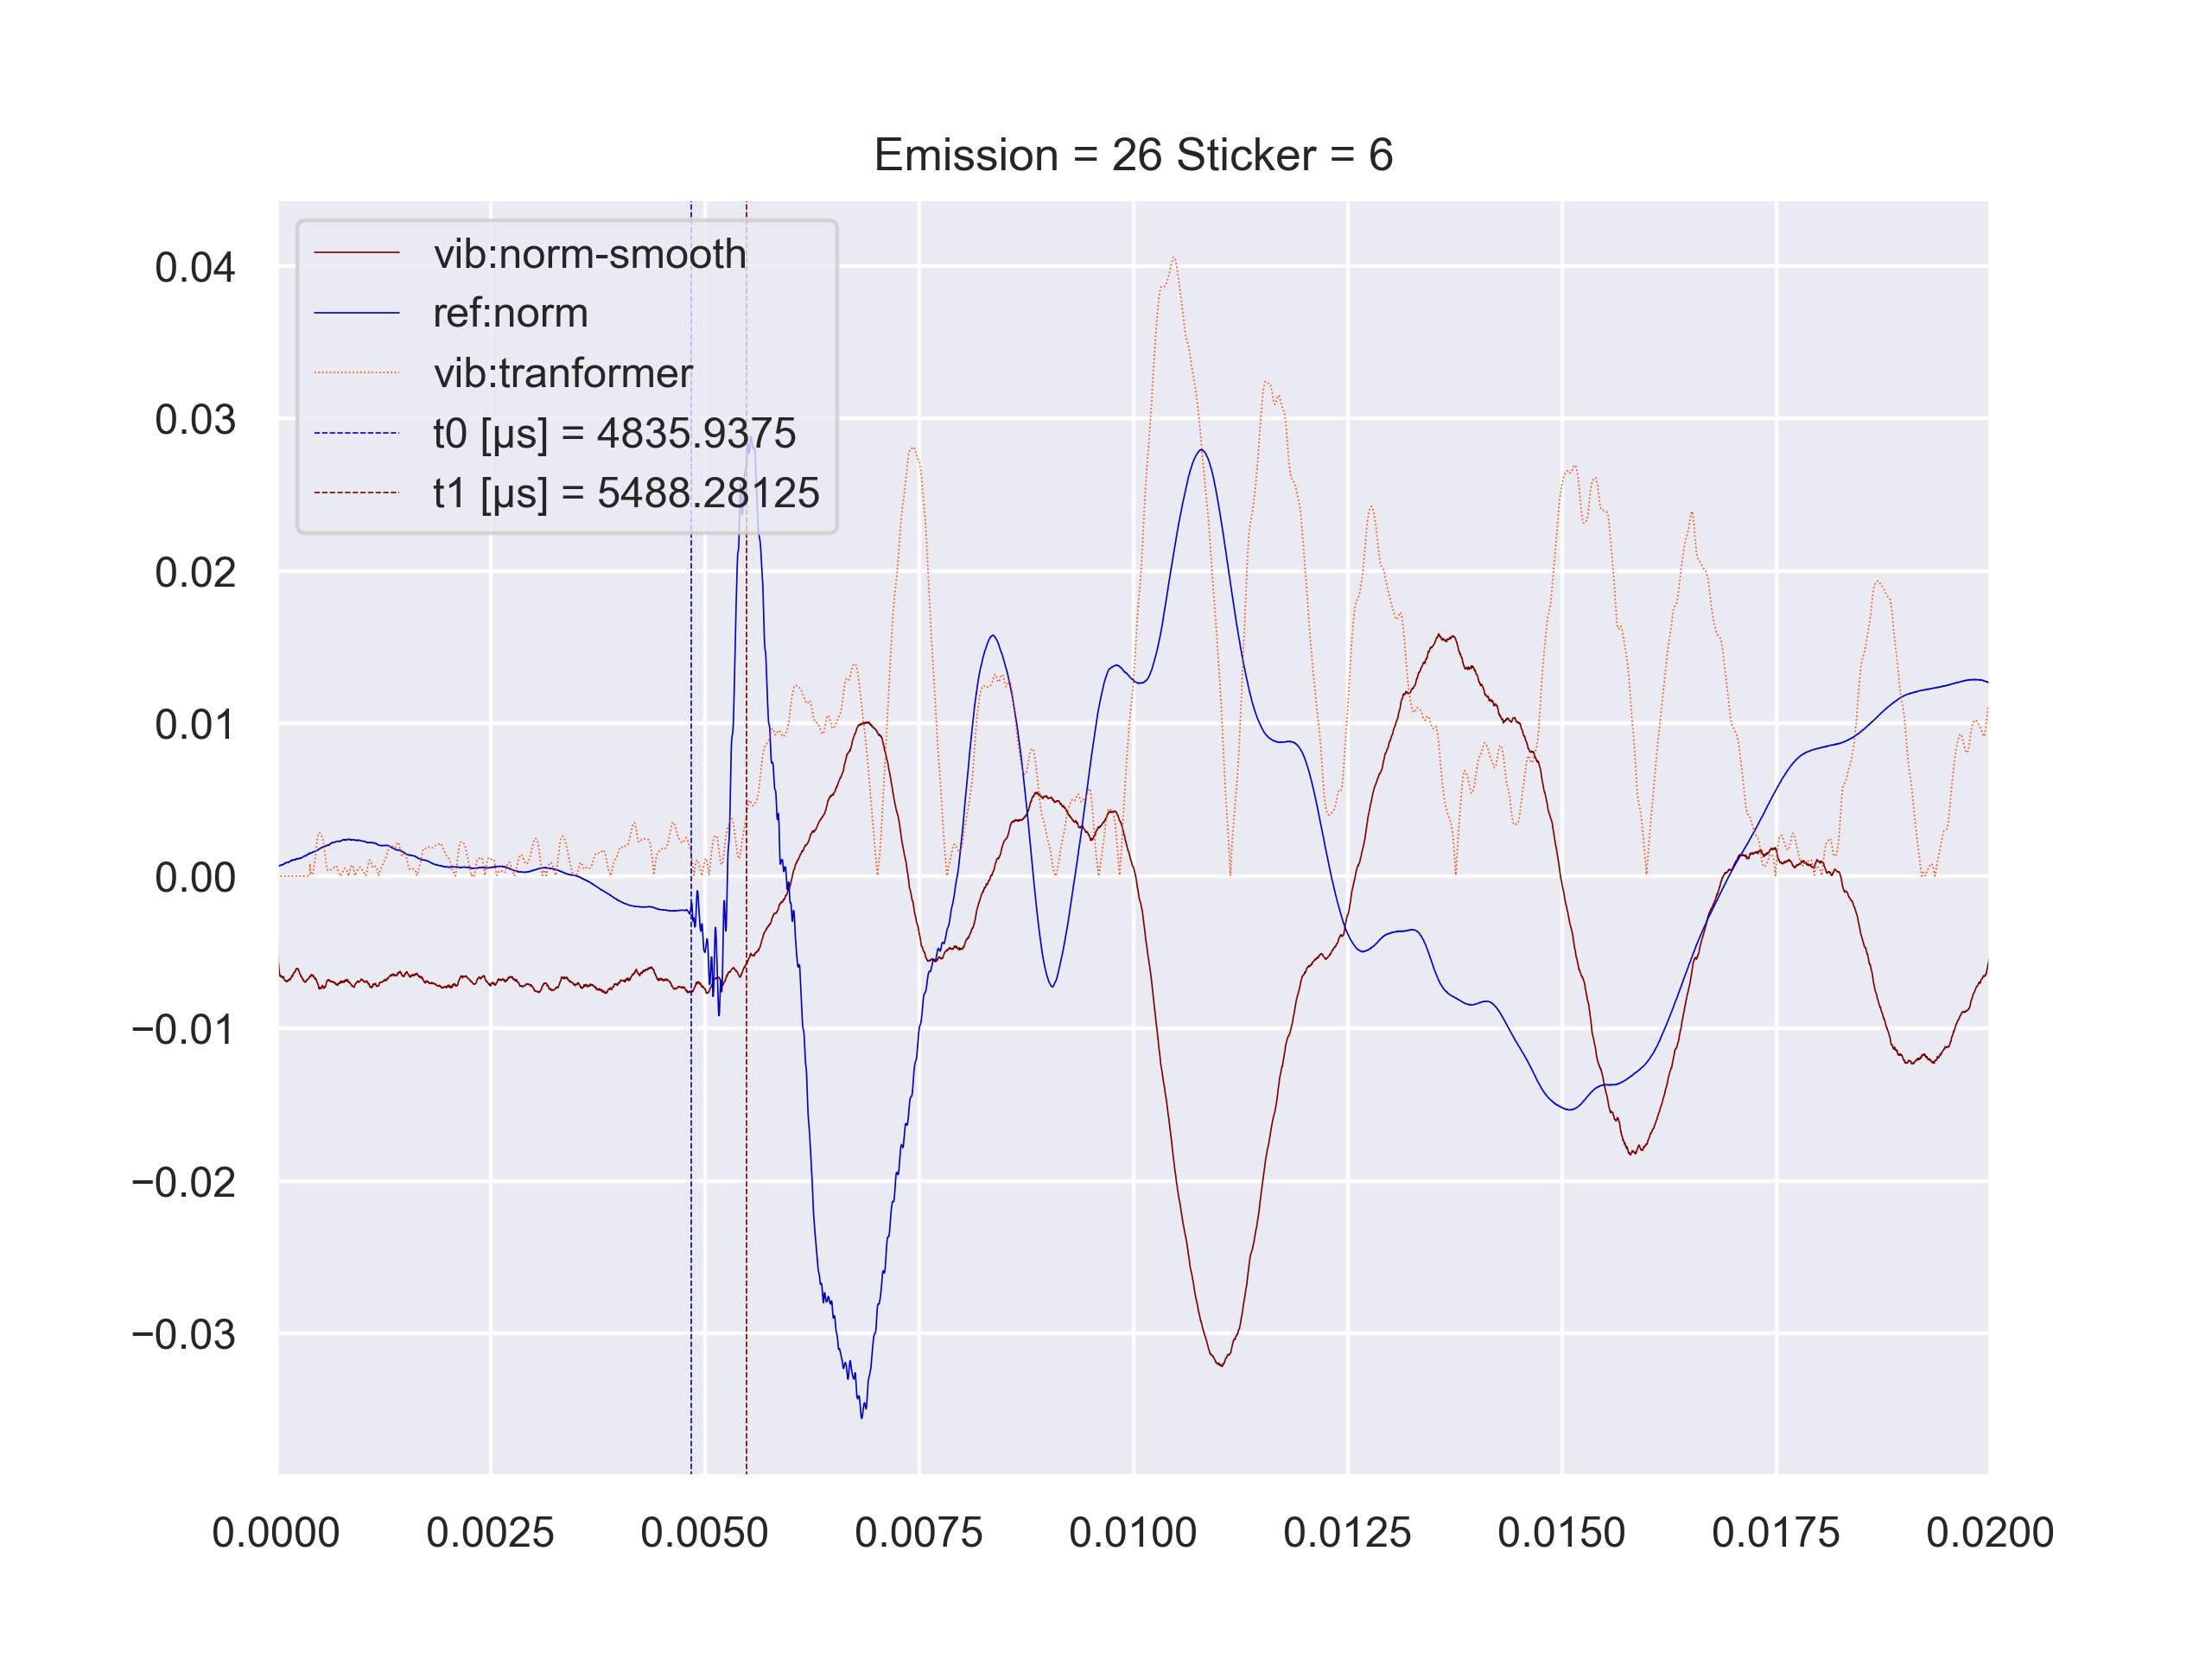 Emission = 26 Sticker = 6
vib:norm-smooth
ref:norm
vib:tranformer
t0 [µs] = 4835.9375
t1 [µs] = 5488.28125
0.04
0.03
0.02
0.01
0.00
−0.01
−0.02
−0.03
0.0000 0.0025 0.0050 0.0075 0.0100 0.0125 0.0150 0.0175 0.0200